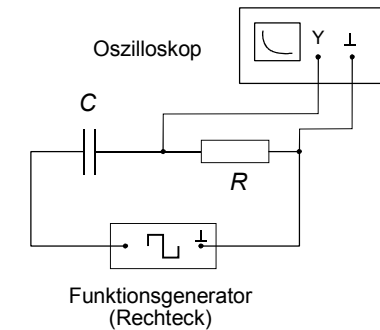 Oszilloskop
Y ⊥
C
R
Funktionsgenerator
(Rechteck)